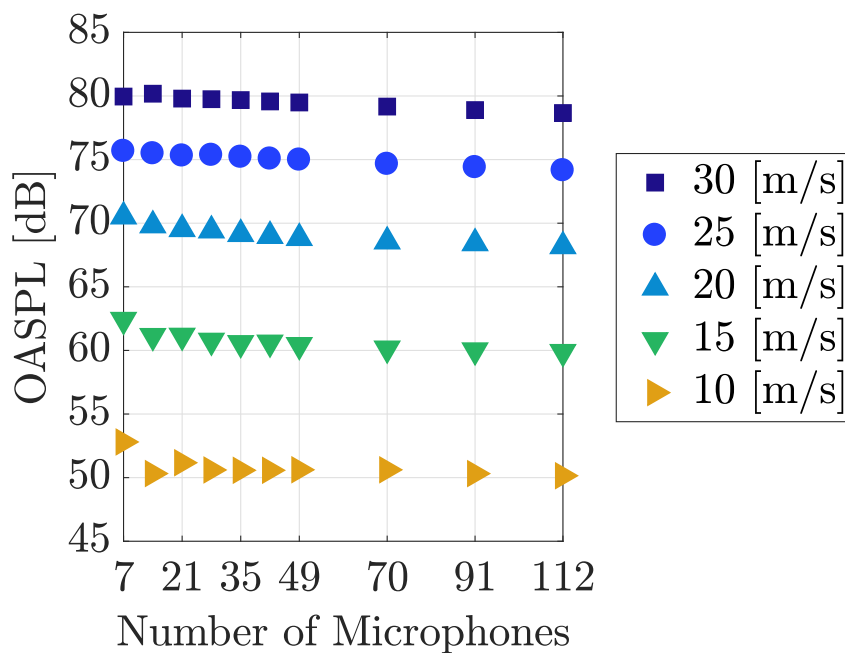 85
80
75
70
65
60
55
50
45
OASPL [dB]
7 21 35 49 70 91 112
Number of Microphones
30 [m/s]
25 [m/s]
20 [m/s]
15 [m/s]
10 [m/s]